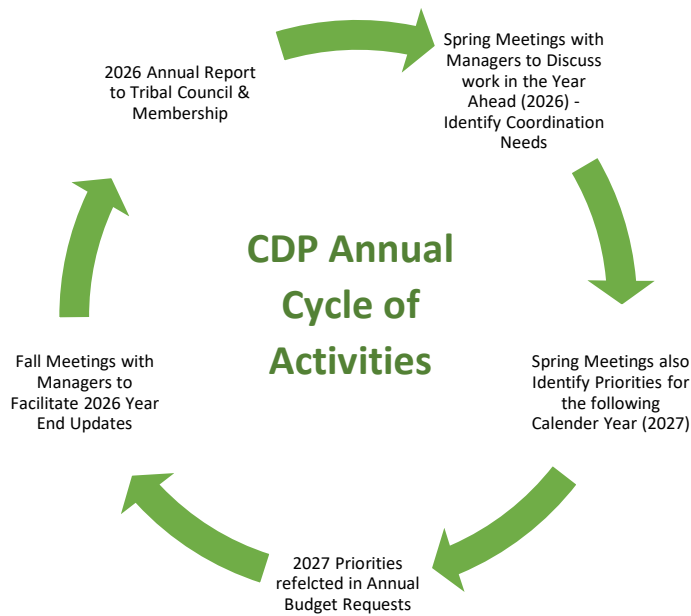 2026 Annual Report
to Tribal Council &
Membership
Spring Meetings with
Managers to Discuss
work in the Year
Ahead (2026) -
Identify Coordination
Needs
CDP Annual
Cycle of
Activities
Spring Meetings also
Identify Priorities for
the following
Calender Year (2027)
2027 Priorities
refelcted in Annual
Budget Requests
Fall Meetings with
Managers to
Facilitate 2026 Year
End Updates